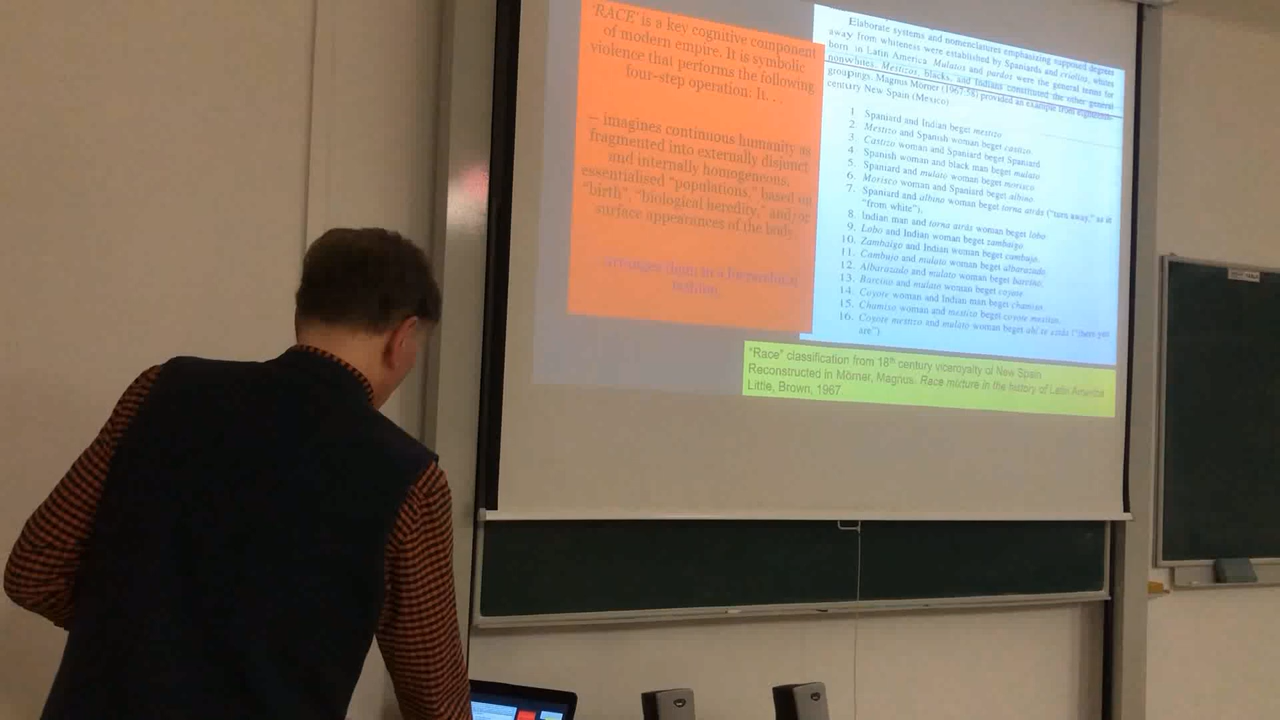 'RACE' is a key cognitive component
of modern empire. It is symbolic
violence that performs the following
four-step operation: It. . .
– imagines continuous humanity as
fragmented into externally disjunct
and internally homogeneous,
essentialised "populations," based on
"birth", "biological heredity," and/or
surface appearances of the body.
– arranges them in a hierarchical
fashion,
Elaborate systems and nomenclatures emphasizing supposed degrees
away from whiteness were established by Spaniards and criollos, whites
born in Latin America. Mulatos and pardos were the general terms for
nonwhites. Mestizos, blacks, and Indians constituted the other general
groupings. Magnus Mörner (1967:58) provided an example from eighteenth-
century New Spain (Mexico)
1. Spaniard and Indian beget mestizo
2. Mestizo and Spanish woman beget castizo
3. Castizo woman and Spaniard beget Spaniard
4. Spanish woman and black man beget mulato
5. Spaniard and mulato woman beget morisco
6. Morisco woman and Spaniard beget albino
7. Spaniard and albino woman beget torna atrás ("turn away," as in
"from white").
8. Indian man and torna atrás woman beget lobo
9. Lobo and Indian woman beget zambaigo.
10. Zambaigo and Indian woman beget cambujo.
11. Cambujo and mulato woman beget albarazado
12. Albarazado and mulato woman beget barcino.
13. Barcino and mulato woman beget coyote
14. Coyote woman and Indian man beget chamiso.
15. Chamiso woman and mestizo beget coyote mestizo.
16. Coyote mestizo and mulato woman beget ahí te estás ("there you
are")
"Race" classification from 18th century viceroyalty of New Spain
Reconstructed in Mörner, Magnus. Race mixture in the history of Latin America
Little, Brown, 1967.